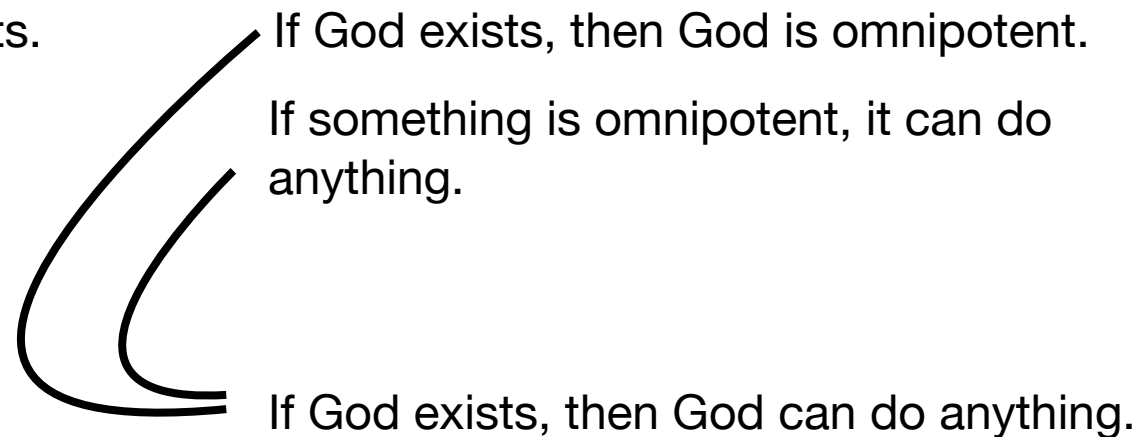 If God exists, then God is omnipotent.
If something is omnipotent, it can do
anything.
If God exists, then God can do anything.